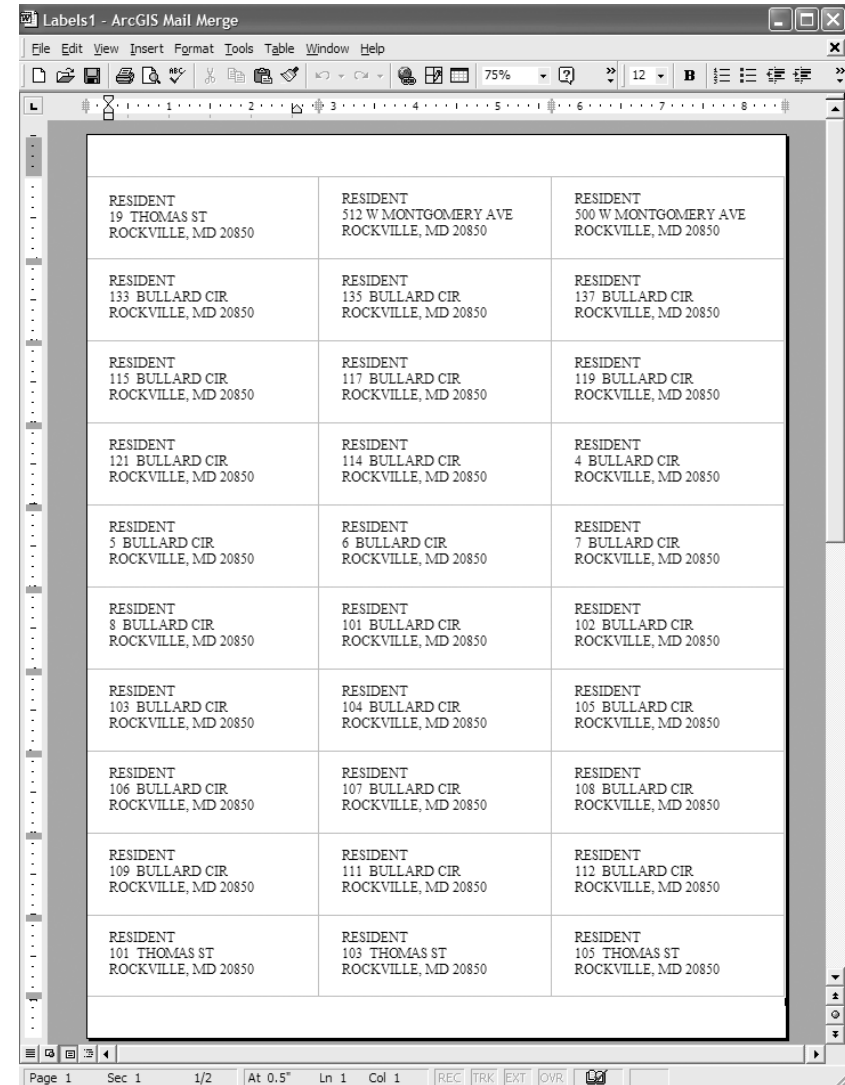 Labels1 - ArcGIS Mail Merge
File Edit View Insert Format Tools Table Window Help
75% 12 B
1 2 3 4 5 6 7 8
RESIDENT
19 THOMAS ST
ROCKVILLE, MD 20850
RESIDENT
512 W MONTGOMERY AVE
ROCKVILLE, MD 20850
RESIDENT
500 W MONTGOMERY AVE
ROCKVILLE, MD 20850
RESIDENT
133 BULLARD CIR
ROCKVILLE, MD 20850
RESIDENT
135 BULLARD CIR
ROCKVILLE, MD 20850
RESIDENT
137 BULLARD CIR
ROCKVILLE, MD 20850
RESIDENT
115 BULLARD CIR
ROCKVILLE, MD 20850
RESIDENT
117 BULLARD CIR
ROCKVILLE, MD 20850
RESIDENT
119 BULLARD CIR
ROCKVILLE, MD 20850
RESIDENT
121 BULLARD CIR
ROCKVILLE, MD 20850
RESIDENT
114 BULLARD CIR
ROCKVILLE, MD 20850
RESIDENT
4 BULLARD CIR
ROCKVILLE, MD 20850
RESIDENT
5 BULLARD CIR
ROCKVILLE, MD 20850
RESIDENT
6 BULLARD CIR
ROCKVILLE, MD 20850
RESIDENT
7 BULLARD CIR
ROCKVILLE, MD 20850
RESIDENT
8 BULLARD CIR
ROCKVILLE, MD 20850
RESIDENT
101 BULLARD CIR
ROCKVILLE, MD 20850
RESIDENT
102 BULLARD CIR
ROCKVILLE, MD 20850
RESIDENT
103 BULLARD CIR
ROCKVILLE, MD 20850
RESIDENT
104 BULLARD CIR
ROCKVILLE, MD 20850
RESIDENT
105 BULLARD CIR
ROCKVILLE, MD 20850
RESIDENT
106 BULLARD CIR
ROCKVILLE, MD 20850
RESIDENT
107 BULLARD CIR
ROCKVILLE, MD 20850
RESIDENT
108 BULLARD CIR
ROCKVILLE, MD 20850
RESIDENT
109 BULLARD CIR
ROCKVILLE, MD 20850
RESIDENT
111 BULLARD CIR
ROCKVILLE, MD 20850
RESIDENT
112 BULLARD CIR
ROCKVILLE, MD 20850
RESIDENT
101 THOMAS ST
ROCKVILLE, MD 20850
RESIDENT
103 THOMAS ST
ROCKVILLE, MD 20850
RESIDENT
105 THOMAS ST
ROCKVILLE, MD 20850
Page 1 Sec 1 1/2 At 0.5" Ln 1 Col 1 REC TRK EXT OVR